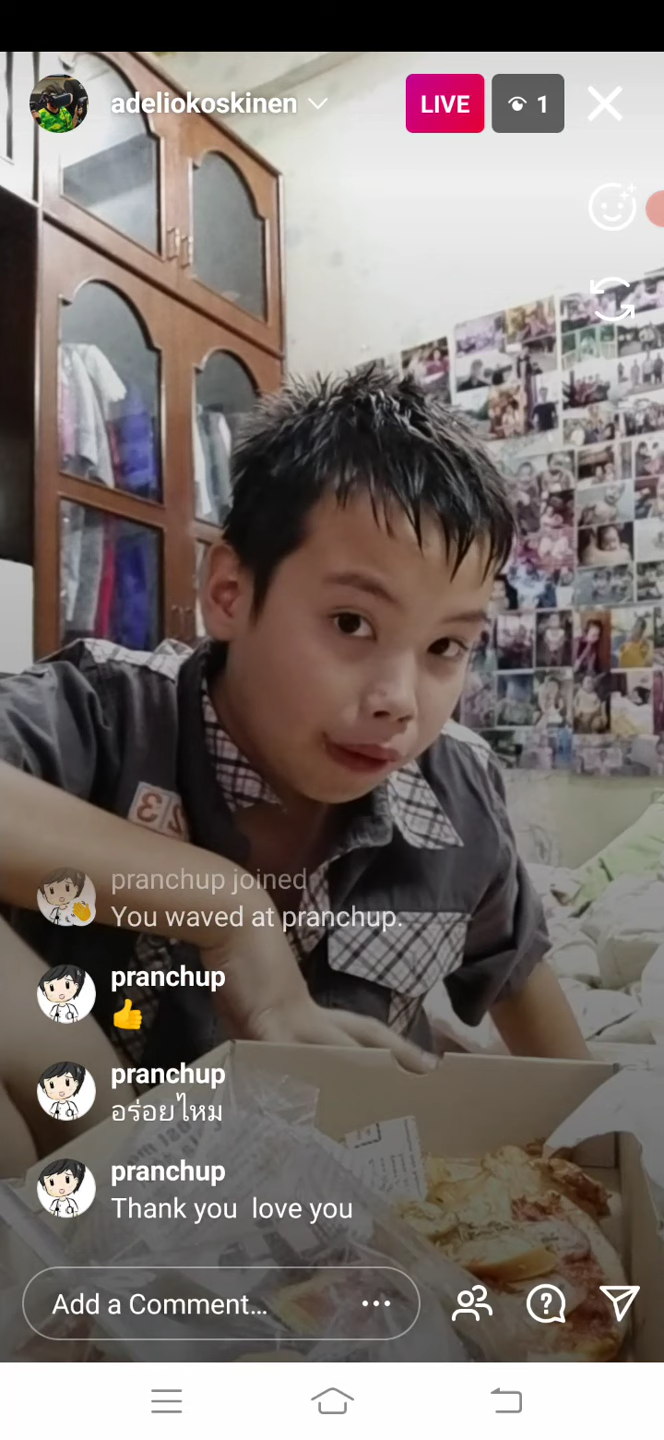 adeliokoskinen
LIVE
1
23
pranchup joined
You waved at pranchup.
pranchup
pranchup
อร่อยไหม
pranchup
Thank you love you
Add a Comment...